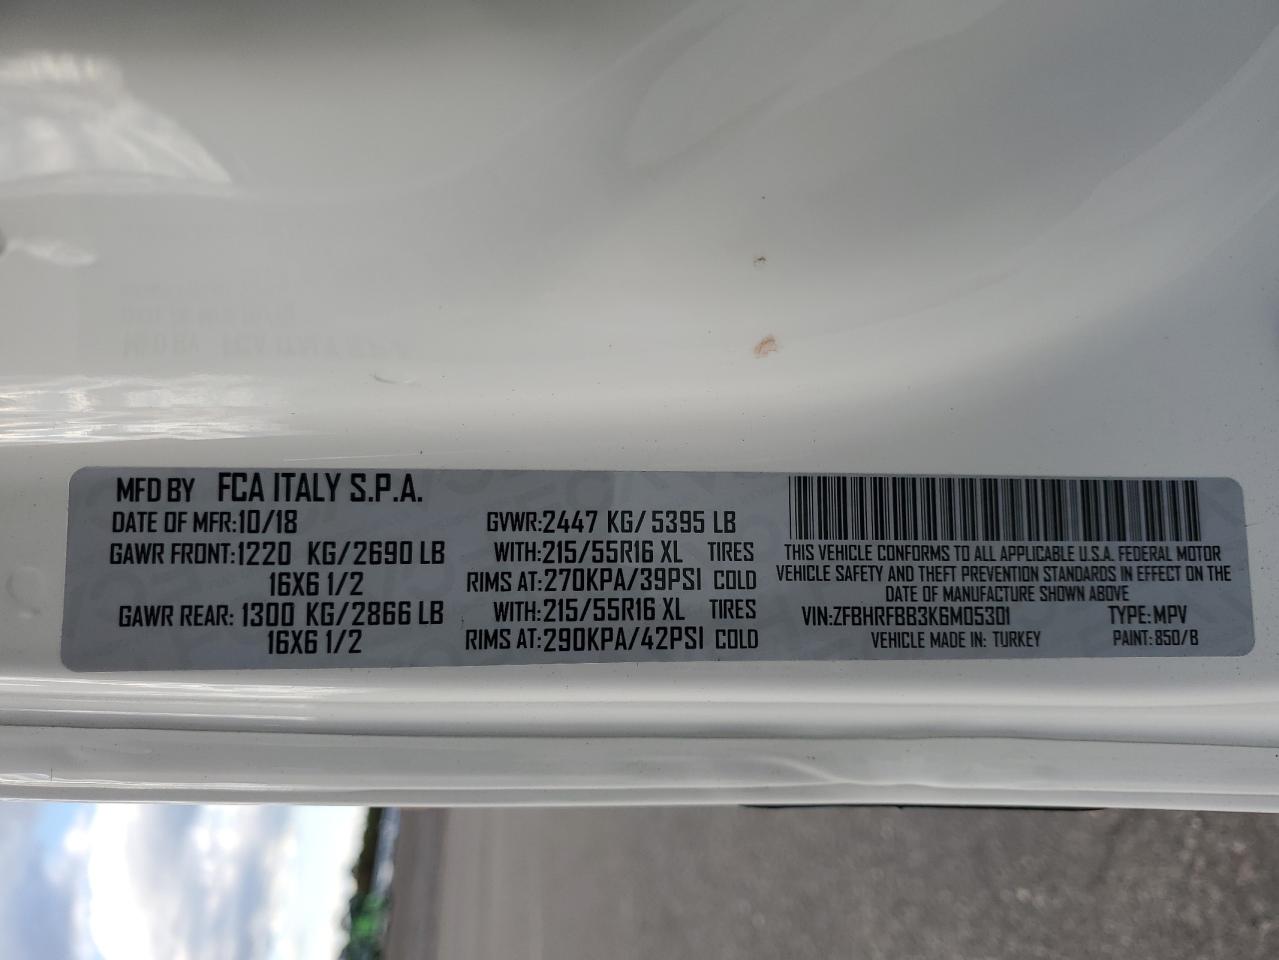 MFD BY FCA ITALY S.P.A.
DATE OF MFR:10/18 GVWR:2447 KG/5395 LB
GAWR FRONT:1220 KG/2690 LB WITH:215/55R16 XL TIRES
16X6 1/2 RIMS AT:270KPA/39PSI COLD
GAWR REAR:1300 KG/2866 LB WITH:215/55R16 XL TIRES
16X6 1/2 RIMS AT:290KPA/42PSI COLD
THIS VEHICLE CONFORMS TO ALL APPLICABLE U.S.A. FEDERAL MOTOR
VEHICLE SAFETY AND THEFT PREVENTION STANDARDS IN EFFECT ON THE
DATE OF MANUFACTURE SHOWN ABOVE
VIN:ZFBHRFBB3K6M05301 TYPE:MPV
VEHICLE MADE IN: TURKEY PAINT:850/B